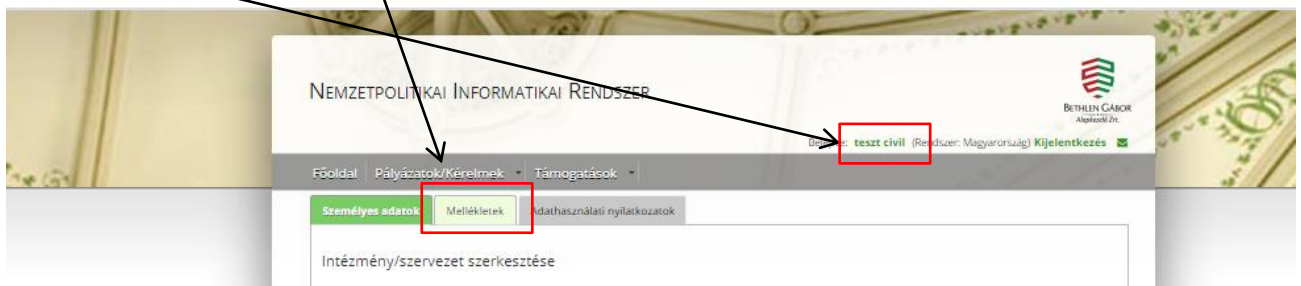 NEMZETPOLITIKAI INFORMATIKAI RENDSZER
BETHLEN GÁBOR
Alapkezelő Zrt.
teszt civil (Rendszer: Magyarország) Kijelentkezés
Főoldal Pályázatok/Kérelmek Támogatások
Személyes adatok Mellékletek Adathasználati nyilatkozatok
Intézmény/szervezet szerkesztése